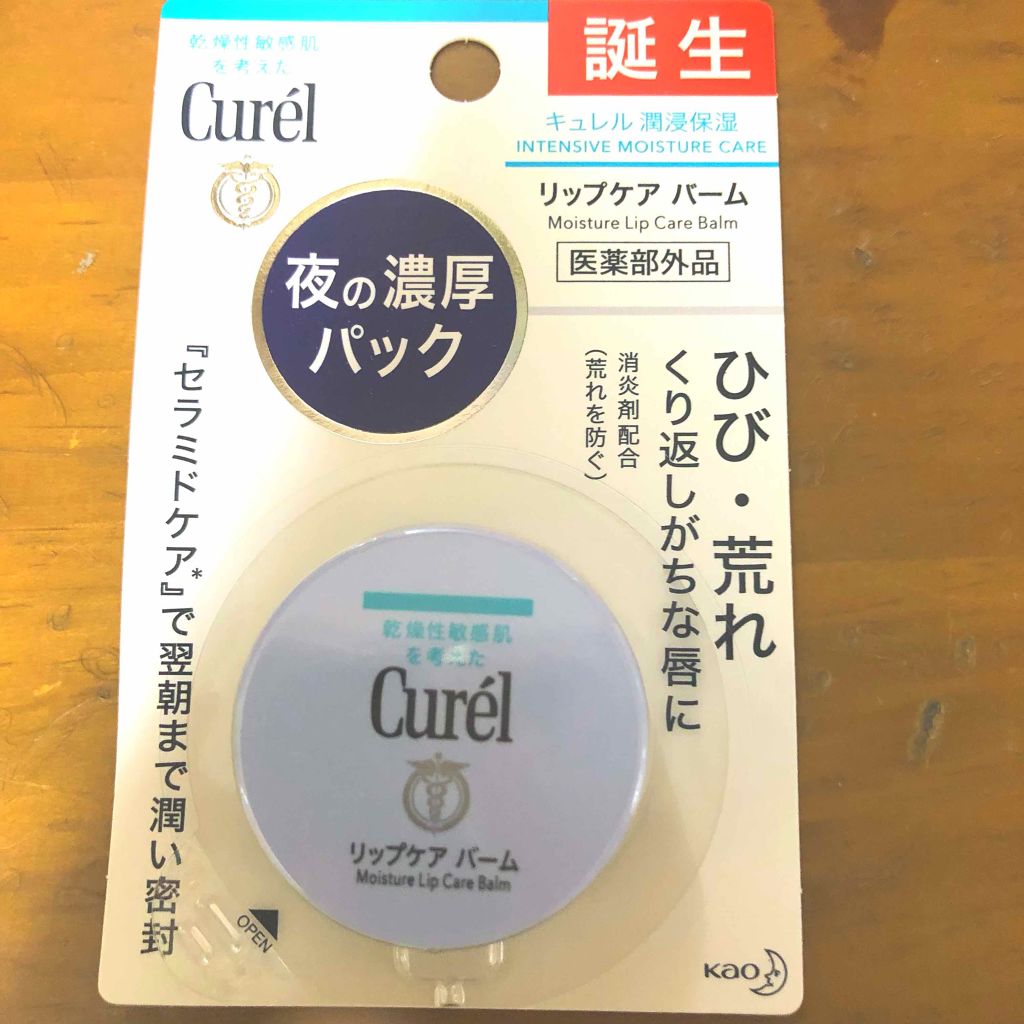 乾燥性敏感肌
を考えた
Curél
誕生
キュレル 潤浸保湿
INTENSIVE MOISTURE CARE
リップケア バーム
Moisture Lip Care Balm
医薬部外品
夜の濃厚
パック
ひび・荒れ
くり返しがちな唇に
消炎剤配合
(荒れを防ぐ)
『セラミドケア*』で翌朝まで潤い密封
乾燥性敏感肌
を考えた
Curél
リップケア バーム
Moisture Lip Care Balm
OPEN
Kao